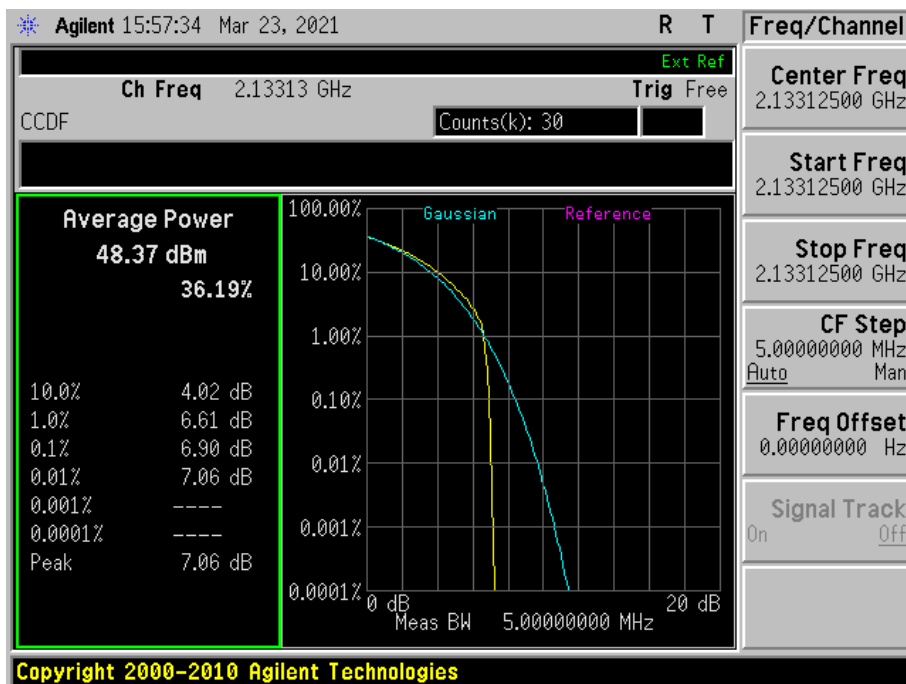 Agilent 15:57:34 Mar 23, 2021 R T
Ext Ref
Ch Freq 2.13313 GHz Trig Free
CCDF Counts(k): 30
Average Power
48.37 dBm
36.19%
10.0% 4.02 dB
1.0% 6.61 dB
0.1% 6.90 dB
0.01% 7.06 dB
0.001% ----
0.0001% ----
Peak 7.06 dB
Gaussian Reference
100.00%
10.00%
1.00%
0.10%
0.01%
0.001%
0.0001%
0 dB 20 dB
Meas BW 5.00000000 MHz
Freq/Channel
Center Freq
2.13312500 GHz
Start Freq
2.13312500 GHz
Stop Freq
2.13312500 GHz
CF Step
5.00000000 MHz
Auto Man
Freq Offset
0.00000000 Hz
Signal Track
On Off
Copyright 2000-2010 Agilent Technologies